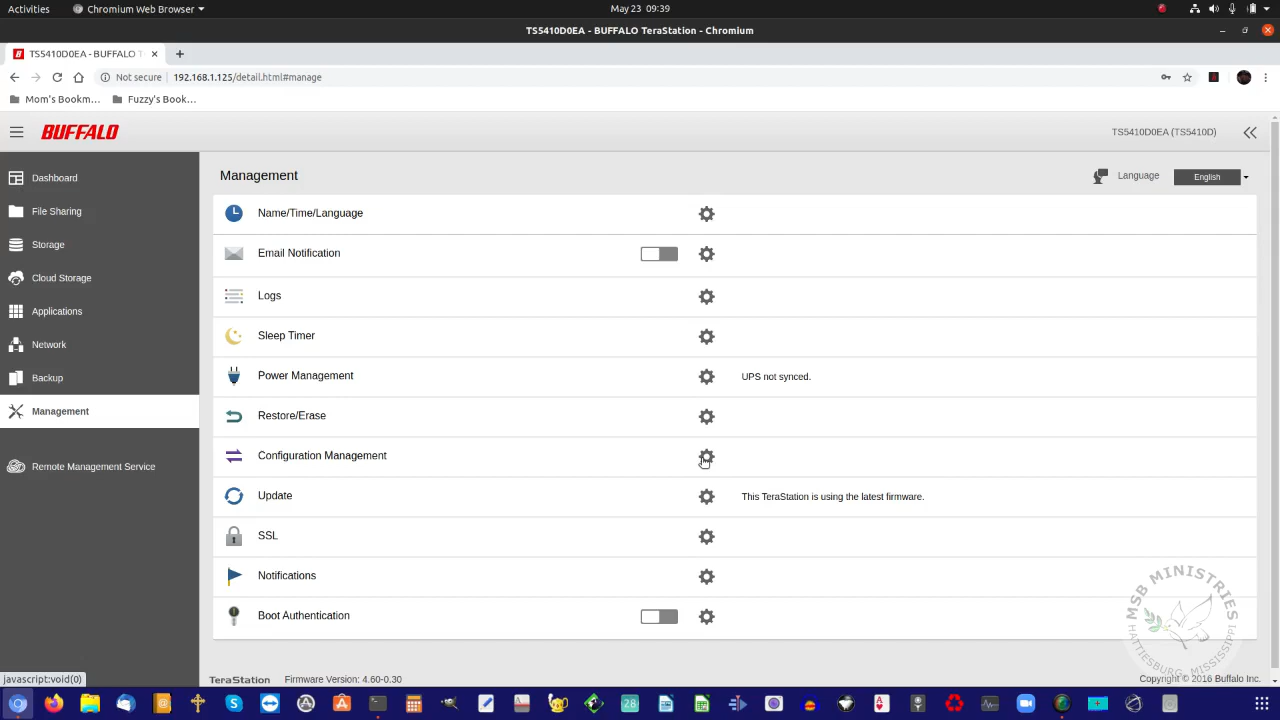 Activities
Chromium Web Browser
May 23 09:39
TS5410D0EA - BUFFALO TeraStation - Chromium
TS5410D0EA - BUFFALO T
Not secure
192.168.1.125/detail.html#manage
Mom's Bookm...
Fuzzy's Book...
BUFFALO
TS5410D0EA (TS5410D)
Dashboard
File Sharing
Storage
Cloud Storage
Applications
Network
Backup
Management
Remote Management Service
Management
Language
English
Name/Time/Language
Email Notification
Logs
Sleep Timer
Power Management
UPS not synced.
Restore/Erase
Configuration Management
Update
This TeraStation is using the latest firmware.
SSL
Notifications
Boot Authentication
MSB MINISTRIES
HATTIESBURG, MISSISSIPPI
javascript:void(0)
TeraStation
Firmware Version: 4.60-0.30
Copyright © 2016 Buffalo Inc.
28